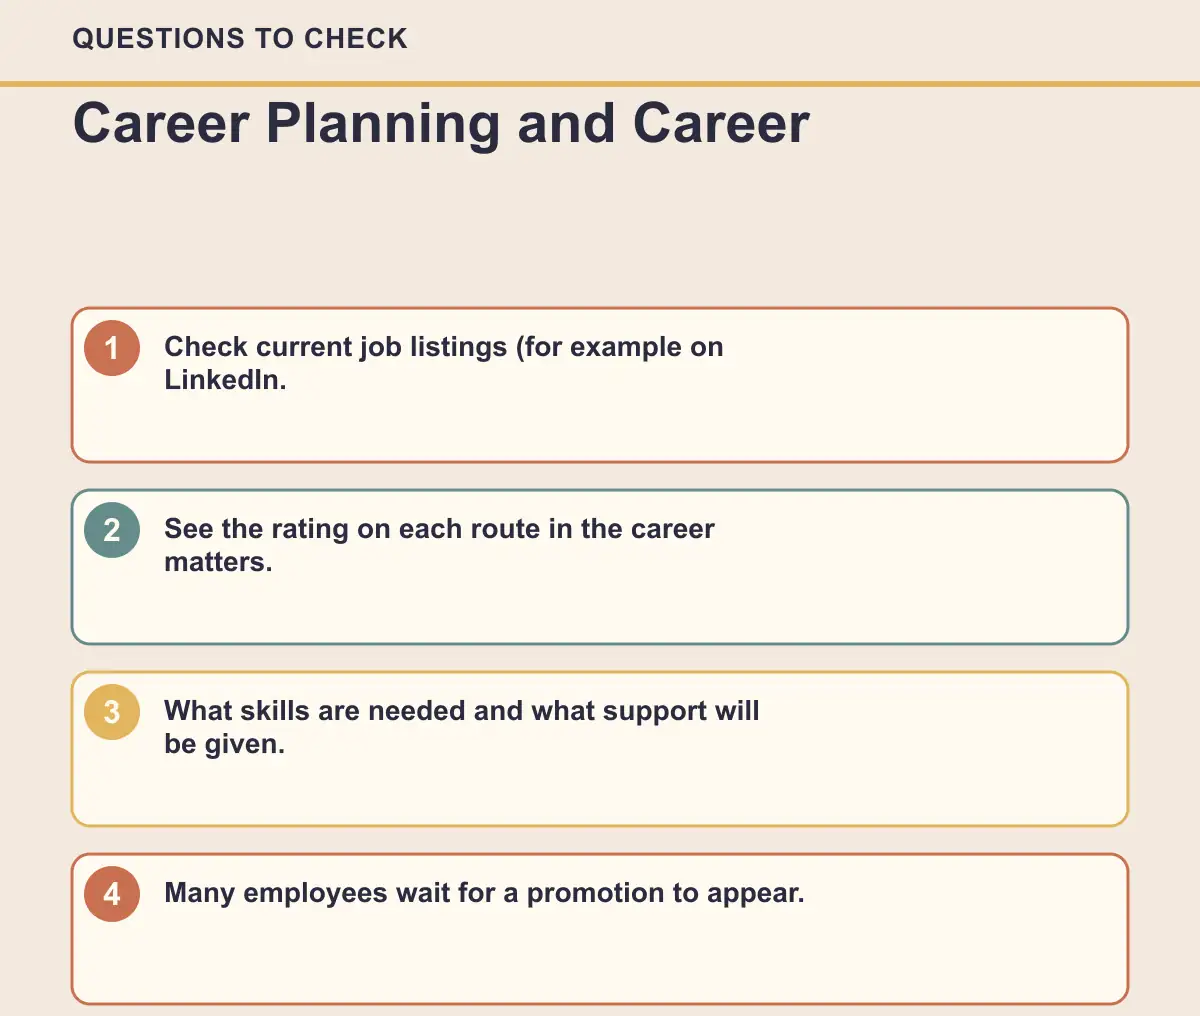 QUESTIONS TO CHECK
Career Planning and Career
1
Check current job listings (for example on
LinkedIn.
2
See the rating on each route in the career
matters.
3
What skills are needed and what support will
be given.
4
Many employees wait for a promotion to appear.